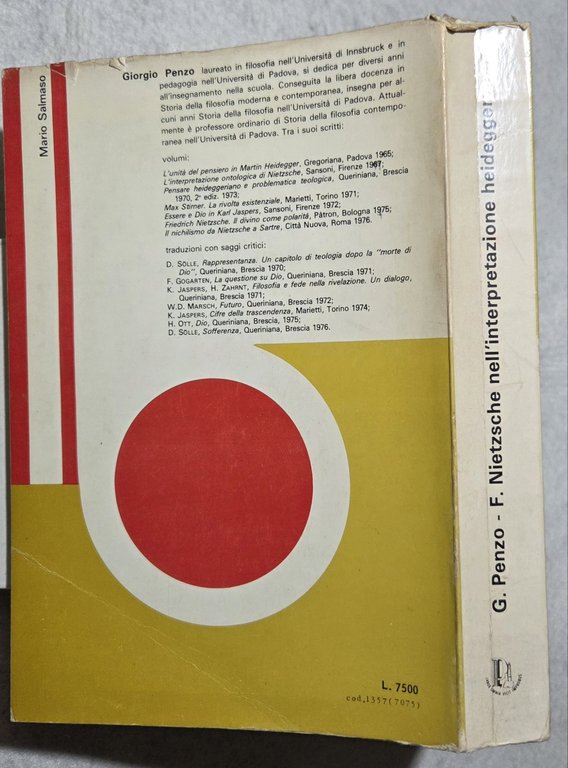 Mario Salmaso
Giorgio Penzo laureato in filosofia nell'Università di Innsbruck e in
pedagogia nell'Università di Padova, si dedica per diversi anni
all'insegnamento nella scuola. Conseguita la libera docenza in
Storia della filosofia moderna e contemporanea, insegna per al-
cuni anni Storia della filosofia nell'Università di Padova. Attual-
mente è professore ordinario di Storia della filosofia contempo-
ranea nell'Università di Padova. Tra i suoi scritti:
volumi:
L'unità del pensiero in Martin Heidegger, Gregoriana, Padova 1965;
L'interpretazione ontologica di Nietzsche, Sansoni, Firenze 1967;
Pensare heideggeriano e problematica teologica, Queriniana, Brescia
1970, 2ª ediz. 1973;
Max Stirner. La rivolta esistenziale, Marietti, Torino 1971;
Essere e Dio in Karl Jaspers, Sansoni, Firenze 1972;
Friedrich Nietzsche. Il divino come polarità, Pàtron, Bologna 1975;
Il nichilismo da Nietzsche a Sartre, Città Nuova, Roma 1976.
traduzioni con saggi critici:
D. SÖLLE, Rappresentanza. Un capitolo di teologia dopo la "morte di
Dio", Queriniana, Brescia 1970;
F. GOGARTEN, La questione su Dio, Queriniana, Brescia 1971;
K. JASPERS, H. ZAHRNT, Filosofia e fede nella rivelazione. Un dialogo,
Queriniana, Brescia 1971;
W.D. MARSCH, Futuro, Queriniana, Brescia 1972;
K. JASPERS, Cifre della trascendenza, Marietti, Torino 1974;
H. OTT, Dio, Queriniana, Brescia, 1975;
D. SÖLLE, Sofferenza, Queriniana, Brescia 1976.
L. 7500
cod.1357(7075)
G. Penzo - F. Nietzsche nell'interpretazione heidegger